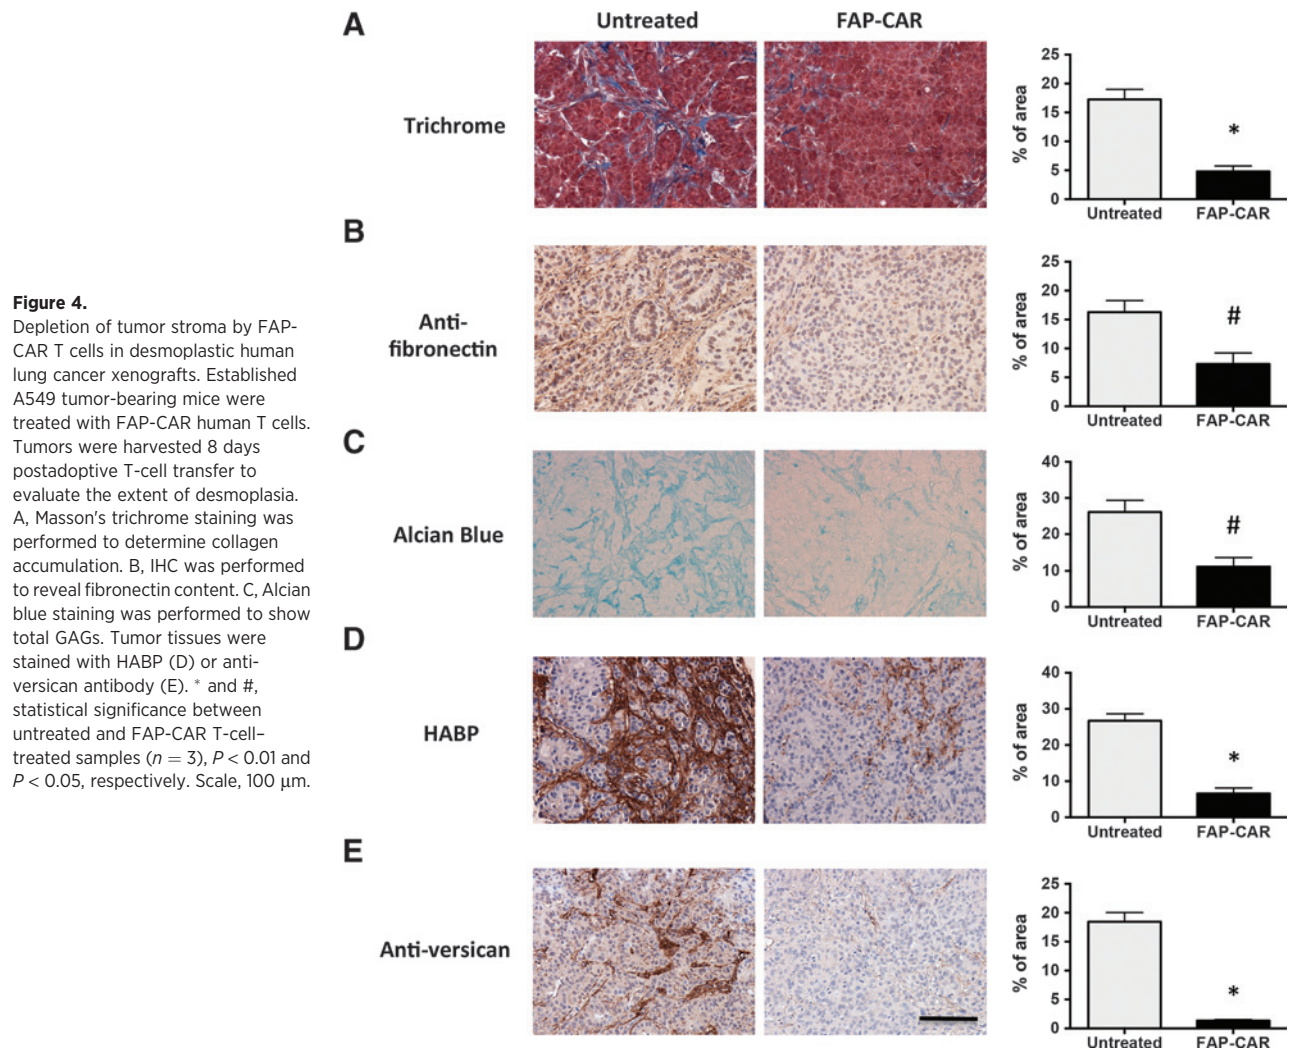 Figure 4.
Depletion of tumor stroma by FAP-
CAR T cells in desmoplastic human
lung cancer xenografts. Established
A549 tumor-bearing mice were
treated with FAP-CAR human T cells.
Tumors were harvested 8 days
postadoptive T-cell transfer to
evaluate the extent of desmoplasia.
A, Masson's trichrome staining was
performed to determine collagen
accumulation. B, IHC was performed
to reveal fibronectin content. C, Alcian
blue staining was performed to show
total GAGs. Tumor tissues were
stained with HABP (D) or anti-
versican antibody (E). * and #,
statistical significance between
untreated and FAP-CAR T-cell–
treated samples (n = 3), P < 0.01 and
P < 0.05, respectively. Scale, 100 μm.
A
Untreated
FAP-CAR
Trichrome
% of area
25
20
15
10
5
0
*
Untreated
FAP-CAR
B
Anti-
fibronectin
% of area
25
20
15
10
5
0
#
Untreated
FAP-CAR
C
Alcian Blue
% of area
40
30
20
10
0
#
Untreated
FAP-CAR
D
HABP
% of area
40
30
20
10
0
*
Untreated
FAP-CAR
E
Anti-versican
% of area
25
20
15
10
5
0
*
Untreated
FAP-CAR